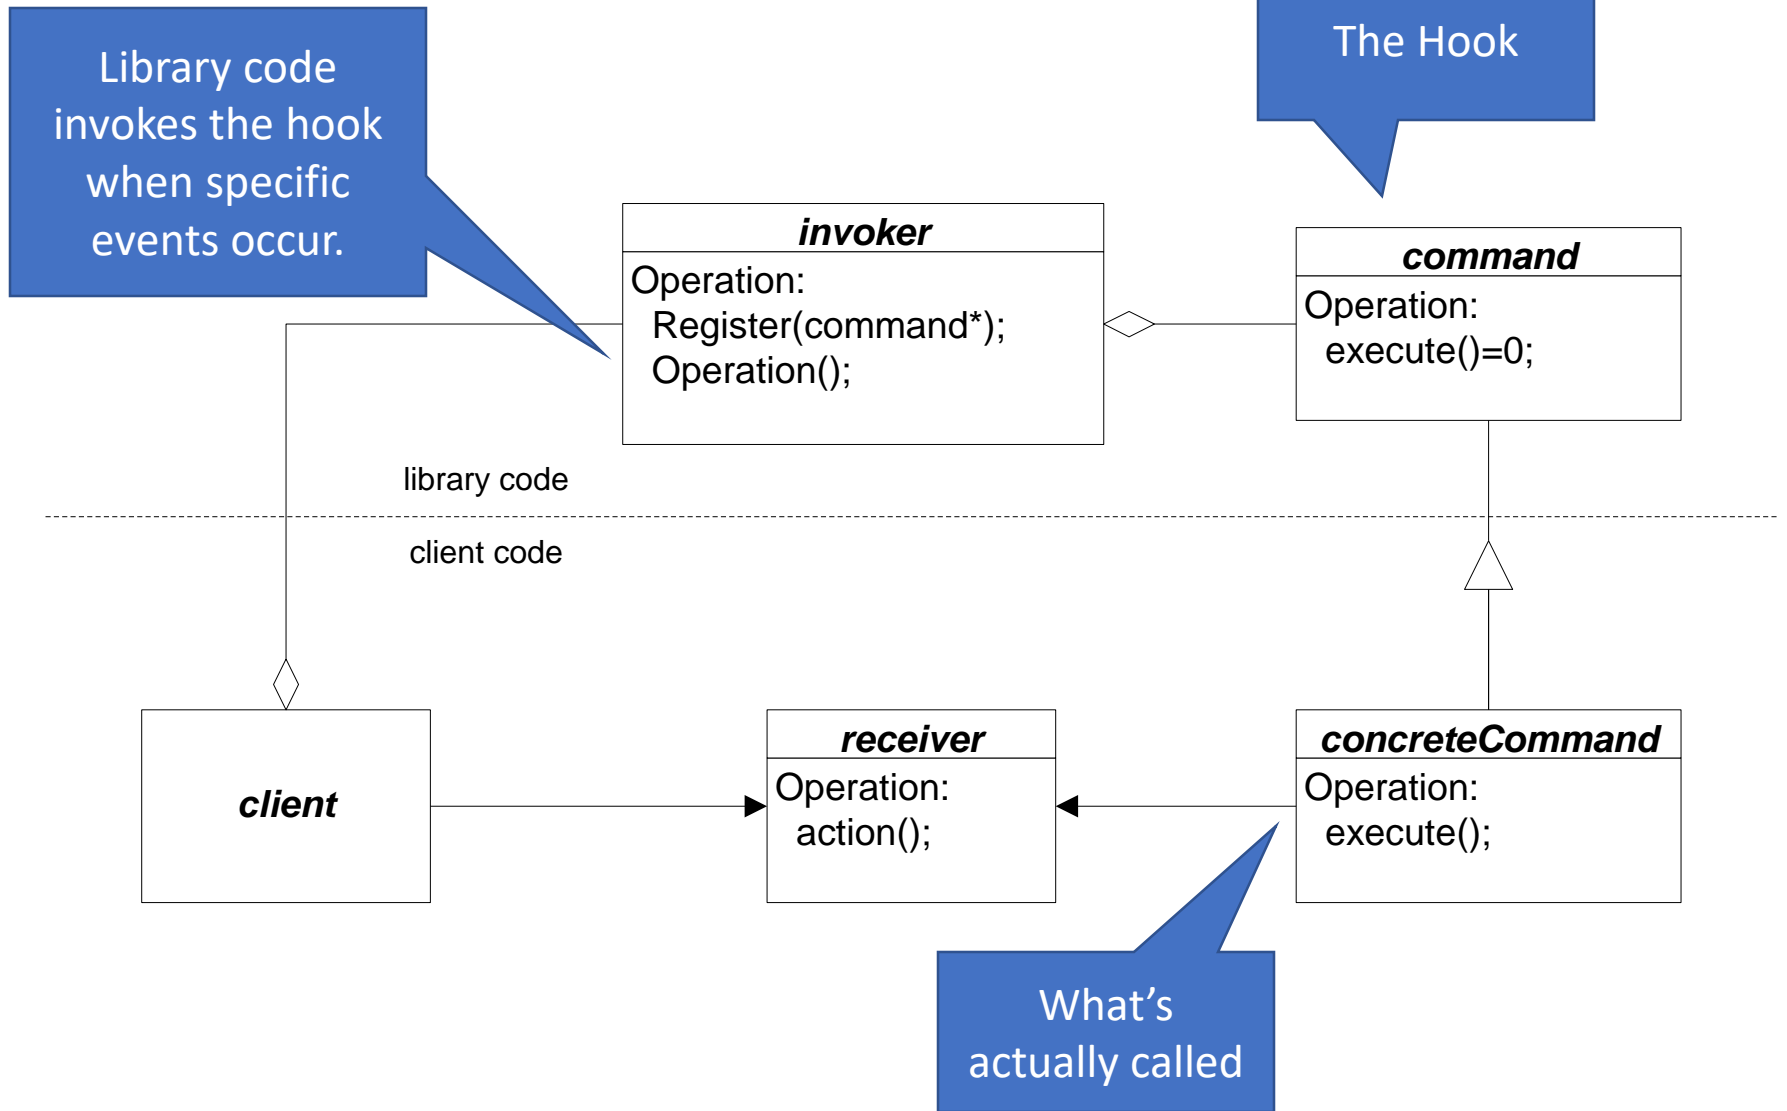 Library code
invokes the hook
when specific
events occur.
The Hook
invoker
Operation:
Register(command*);
Operation();
command
Operation:
execute()=0;
library code
client code
client
receiver
Operation:
action();
concreteCommand
Operation:
execute();
What’s
actually called